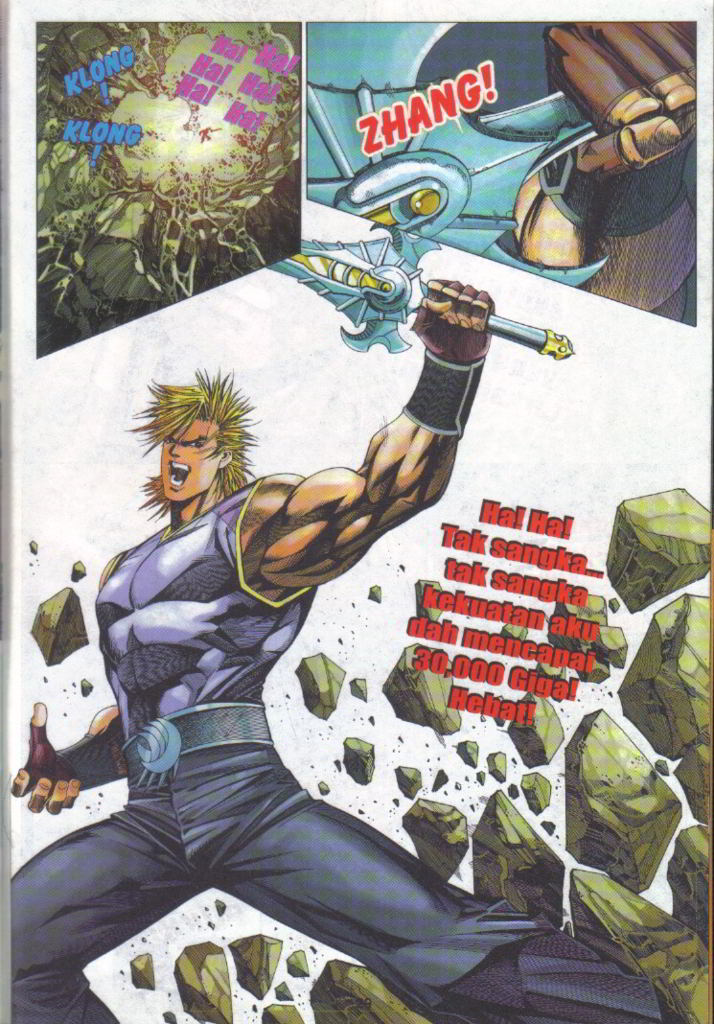 KLONG
!
KLONG
!
Ha! Ha!
Ha! Ha!
Ha! Ha!
ZHANG!
Ha! Ha!
Tak sangka...
tak sangka
kekuatan aku
dah mencapai
30,000 Giga!
Hebat!